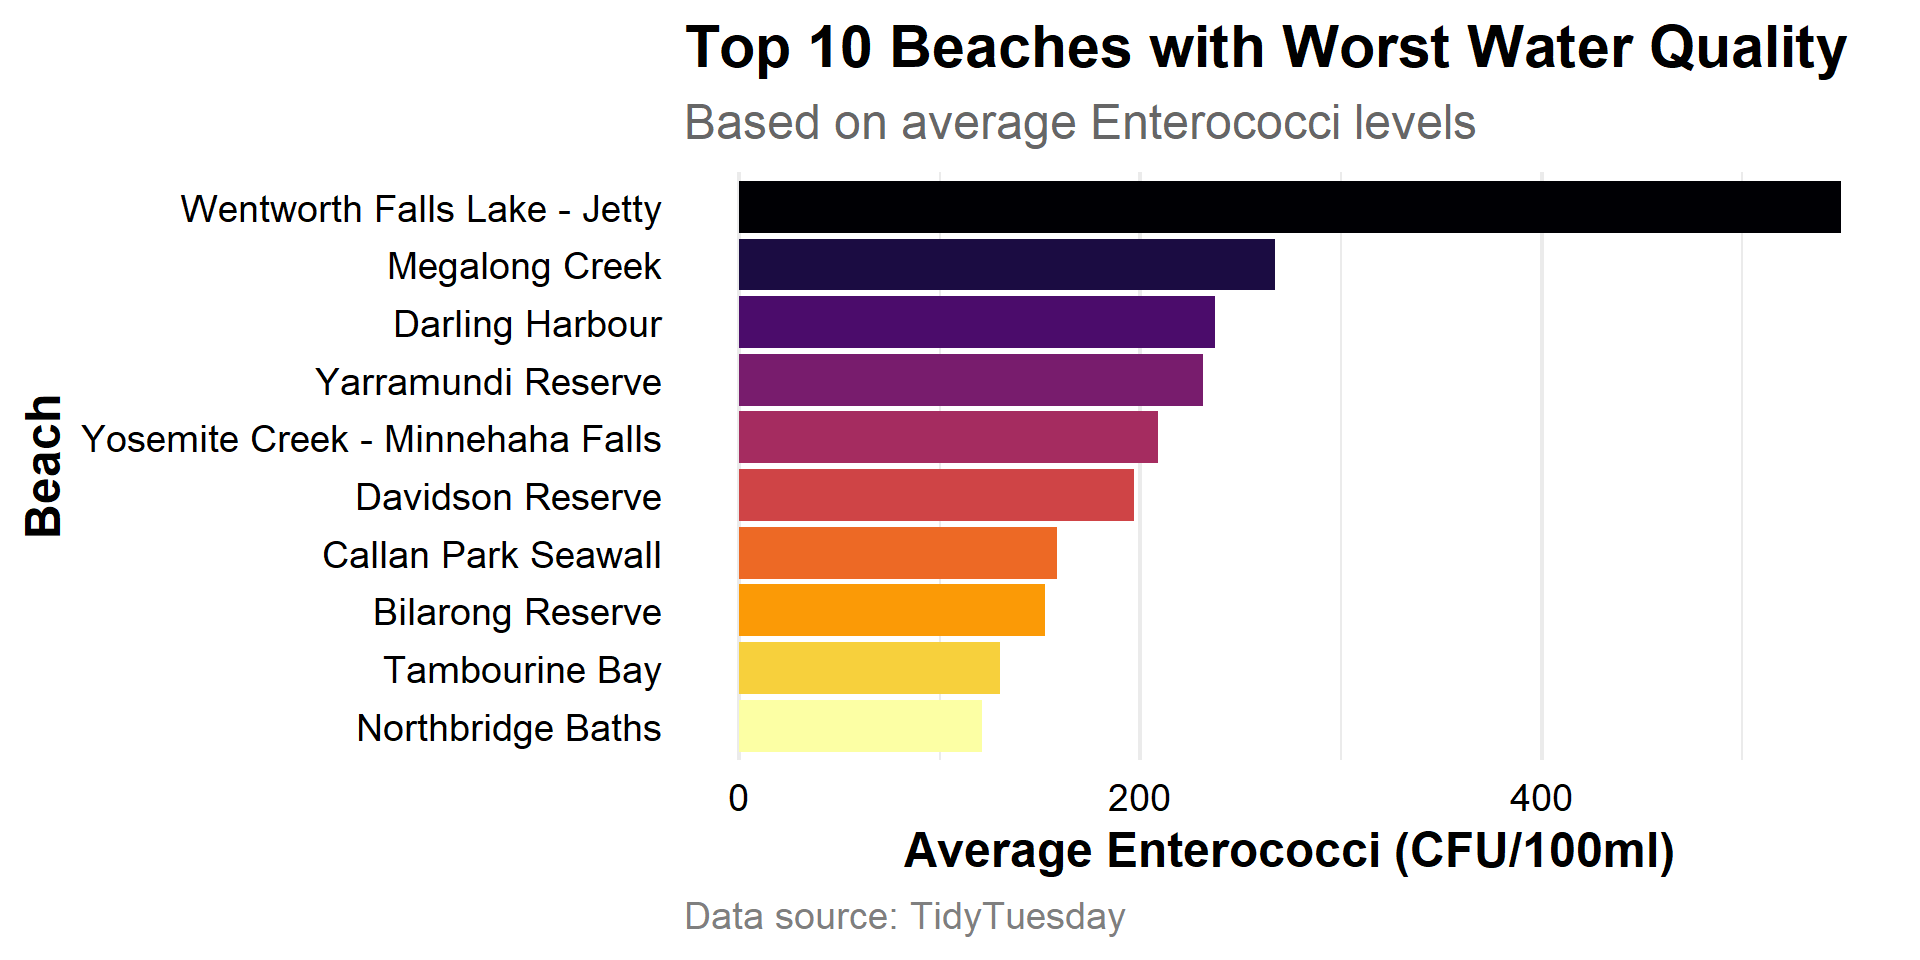 Top 10 Beaches with Worst Water Quality
Based on average Enterococci levels
Beach
Wentworth Falls Lake - Jetty
Megalong Creek
Darling Harbour
Yarramundi Reserve
Yosemite Creek - Minnehaha Falls
Davidson Reserve
Callan Park Seawall
Bilarong Reserve
Tambourine Bay
Northbridge Baths
0 200 400
Average Enterococci (CFU/100ml)
Data source: TidyTuesday